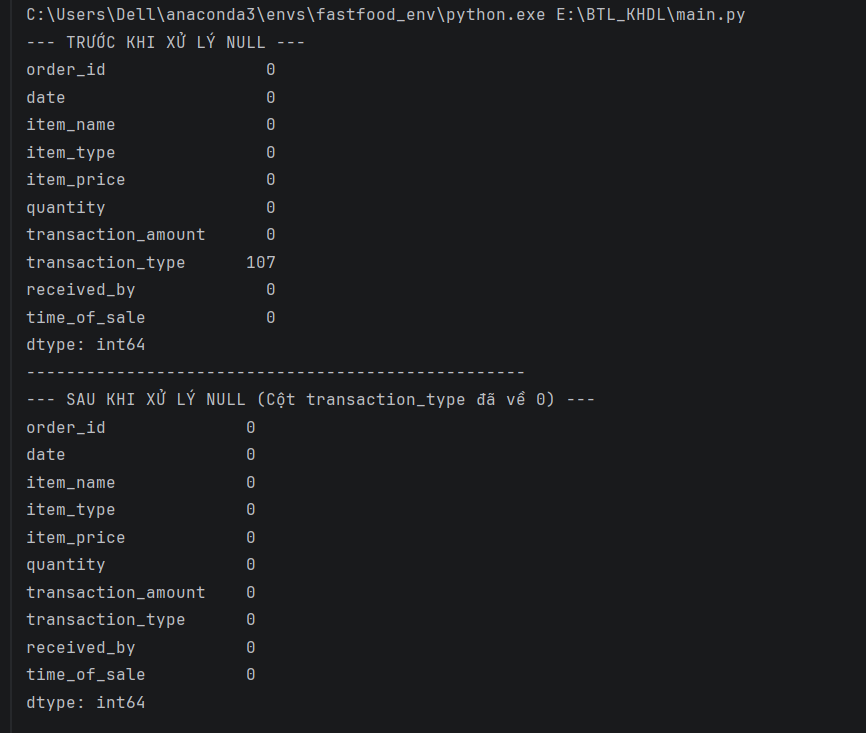 C:\Users\Dell\anaconda3\envs\fastfood_env\python.exe E:\BTL_KHDL\main.py
--- TRƯỚC KHI XỬ LÝ NULL ---
order_id                0
date                    0
item_name               0
item_type               0
item_price              0
quantity                0
transaction_amount      0
transaction_type      107
received_by             0
time_of_sale            0
dtype: int64
--------------------------------------------------
--- SAU KHI XỬ LÝ NULL (Cột transaction_type đã về 0) ---
order_id              0
date                  0
item_name             0
item_type             0
item_price            0
quantity              0
transaction_amount    0
transaction_type      0
received_by           0
time_of_sale          0
dtype: int64